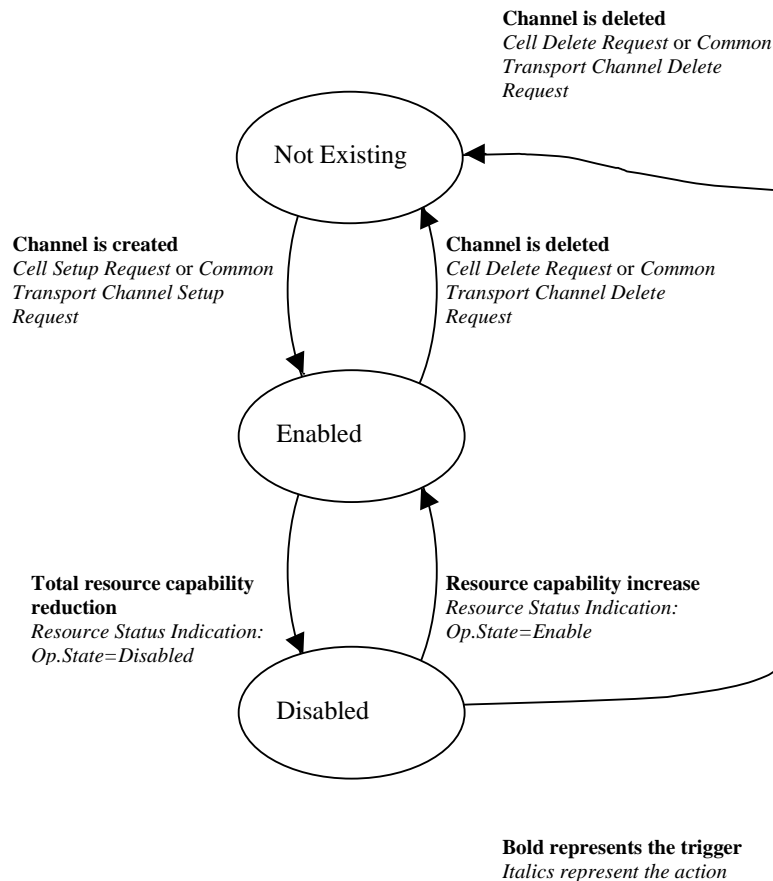 Channel is deleted
Cell Delete Request or Common
Transport Channel Delete
Request
Not Existing
Channel is created
Cell Setup Request or Common
Transport Channel Setup
Request
Channel is deleted
Cell Delete Request or Common
Transport Channel Delete
Request
Enabled
Total resource capability
reduction
Resource Status Indication:
Op.State=Disabled
Resource capability increase
Resource Status Indication:
Op.State=Enable
Disabled
Bold represents the trigger
Italics represent the action